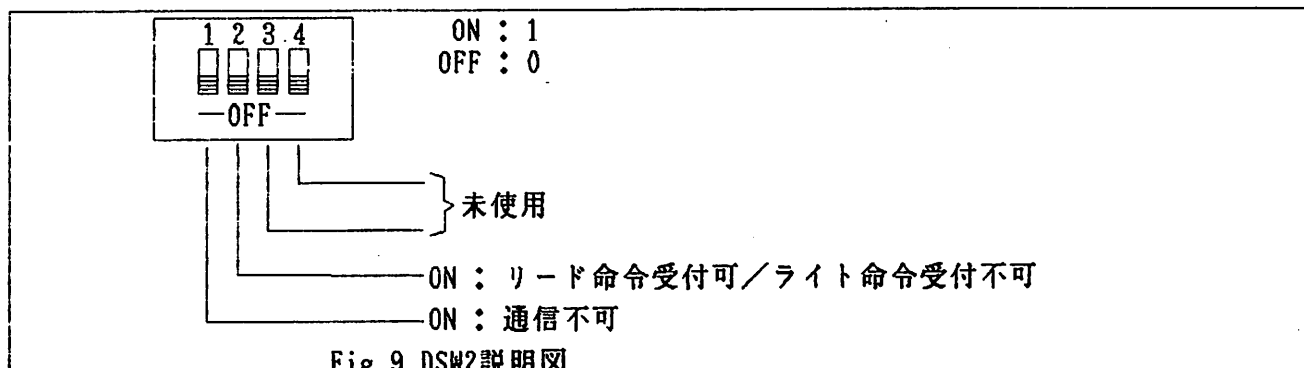 1 2 3 4
ON : 1
OFF : 0
—OFF—
未使用
ON : リード命令受付可／ライト命令受付不可
ON : 通信不可
Fig.9 DSW2説明図